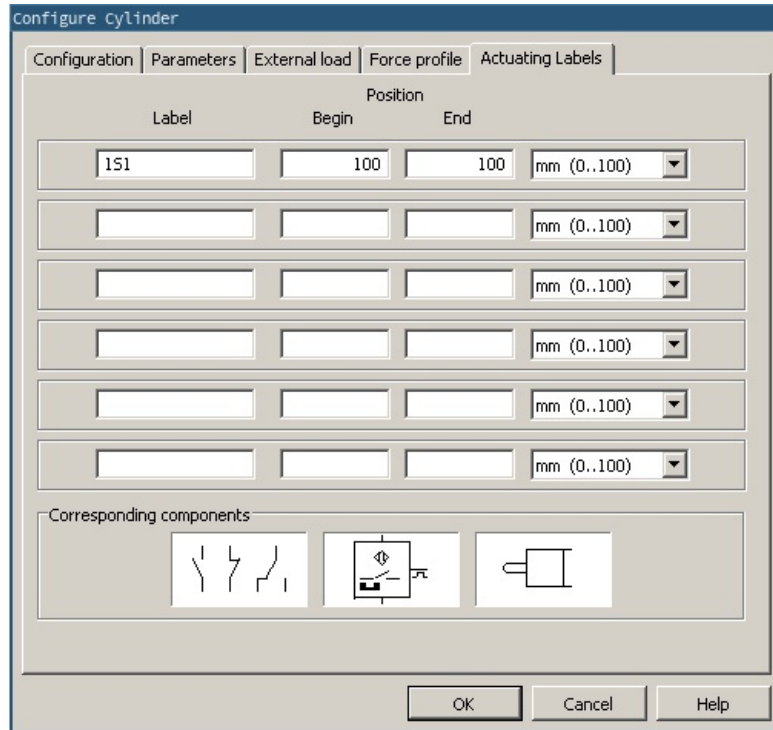 Configure Cylinder
Configuration Parameters External load Force profile Actuating Labels
Position
Label Begin End
1S1 100 100 mm (0..100)
mm (0..100)
mm (0..100)
mm (0..100)
mm (0..100)
mm (0..100)
Corresponding components
OK Cancel Help